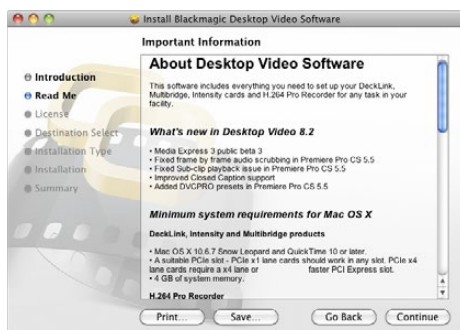 Install Blackmagic Desktop Video Software
Important Information
Introduction
Read Me
License
Destination Select
Installation Type
Installation
Summary
About Desktop Video Software
This software includes everything you need to set up your DeckLink,
Multibridge, Intensity cards and H.264 Pro Recorder for any task in your
facility.
What's new in Desktop Video 8.2
• Media Express 3 public beta 3
• Fixed frame by frame audio scrubbing in Premiere Pro CS 5.5
• Fixed Sub-clip playback issue in Premiere Pro CS 5.5
• Improved Closed Caption support
• Added DVCPRO presets in Premiere Pro CS 5.5
Minimum system requirements for Mac OS X
DeckLink, Intensity and Multibridge products
• Mac OS X 10.6.7 Snow Leopard and QuickTime 10 or later.
• A suitable PCIe slot - PCIe x1 lane cards should work in any slot. PCIe x4
lane cards require a x4 lane or faster PCI Express slot.
• 4 GB of system memory.
H.264 Pro Recorder
Print...
Save...
Go Back
Continue